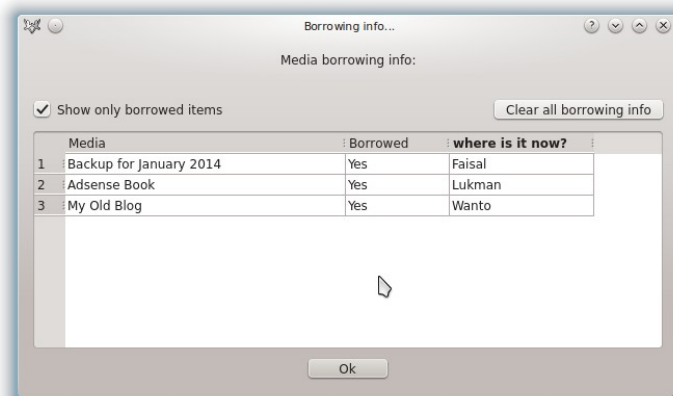 Borrowing info...
Media borrowing info:
Show only borrowed items Clear all borrowing info
Media Borrowed where is it now?
1 Backup for January 2014 Yes Faisal
2 Adsense Book Yes Lukman
3 My Old Blog Yes Wanto
Ok